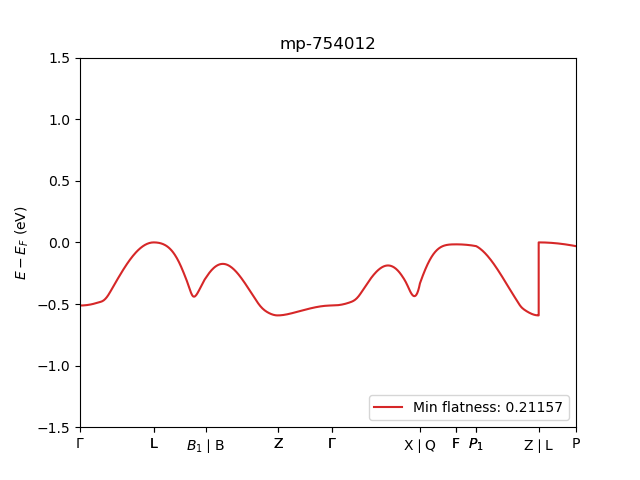 mp-754012
E − E_F (eV)
1.5
1.0
0.5
0.0
−0.5
−1.0
−1.5
Min flatness: 0.21157
Γ L B₁ | B Z Γ X | Q F P₁ Z | L P